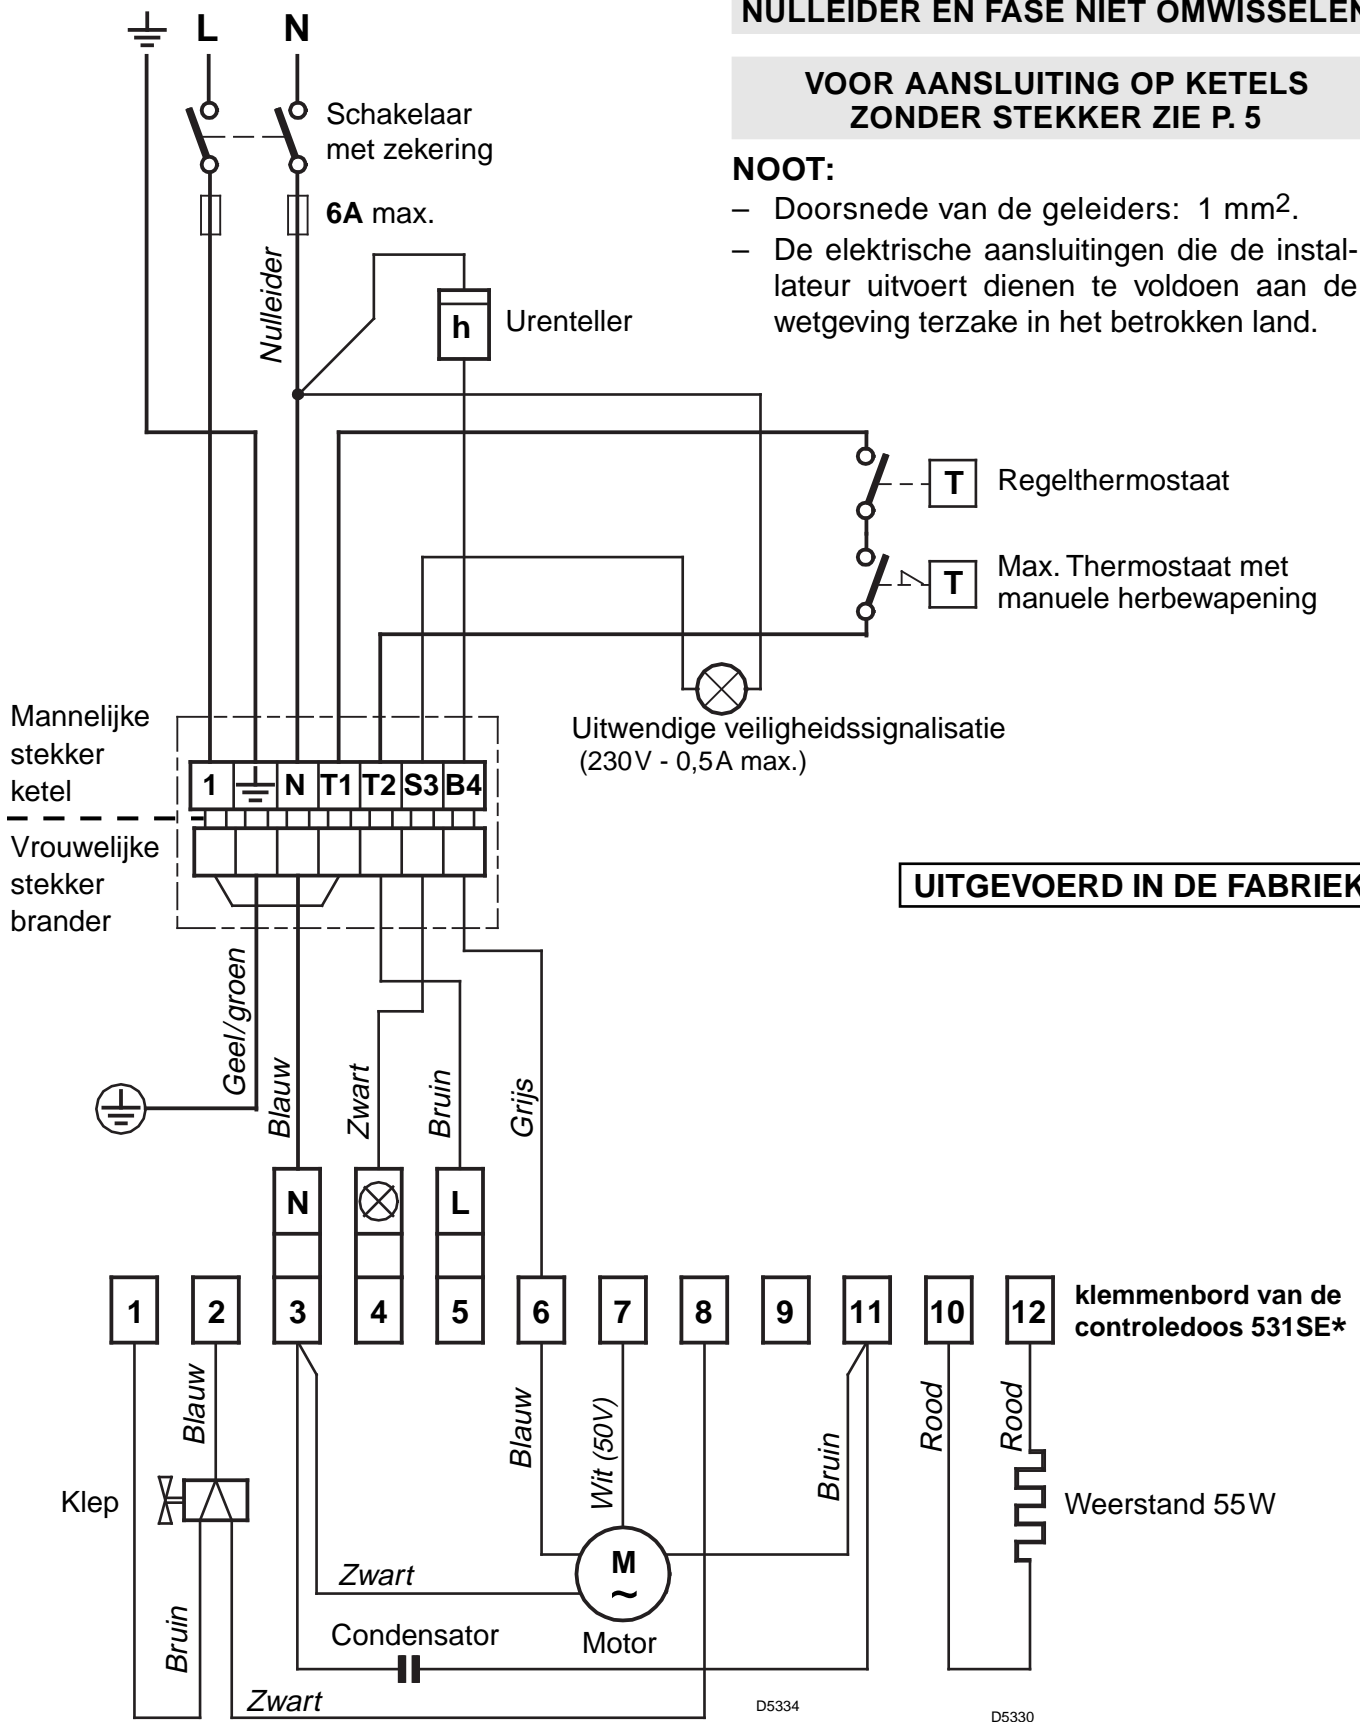 NULLEIDER EN FASE NIET OMWISSELEN
L N
VOOR AANSLUITING OP KETELS
ZONDER STEKKER ZIE P. 5
Schakelaar
met zekering
6A max.
Nulleider
NOOT:
– Doorsnede van de geleiders: 1 mm².
– De elektrische aansluitingen die de instal-
lateur uitvoert dienen te voldoen aan de
wetgeving terzake in het betrokken land.
h
Urenteller
T
Regelthermostaat
T
Max. Thermostaat met
manuele herbewapening
Uitwendige veiligheidssignalisatie
(230V - 0,5A max.)
Mannelijke
stekker
ketel
1 N T1 T2 S3 B4
Vrouwelijke
stekker
brander
UITGEVOERD IN DE FABRIEK
Geel/groen
Blauw
Zwart
Bruin
Grijs
N L
1 2 3 4 5 6 7 8 9 11 10 12
klemmenbord van de
controledoos 531SE*
Blauw
Blauw
Wit (50V)
Bruin
Rood
Rood
Klep
Weerstand 55W
M
~
Motor
Zwart
Condensator
Bruin
Zwart
D5334
D5330